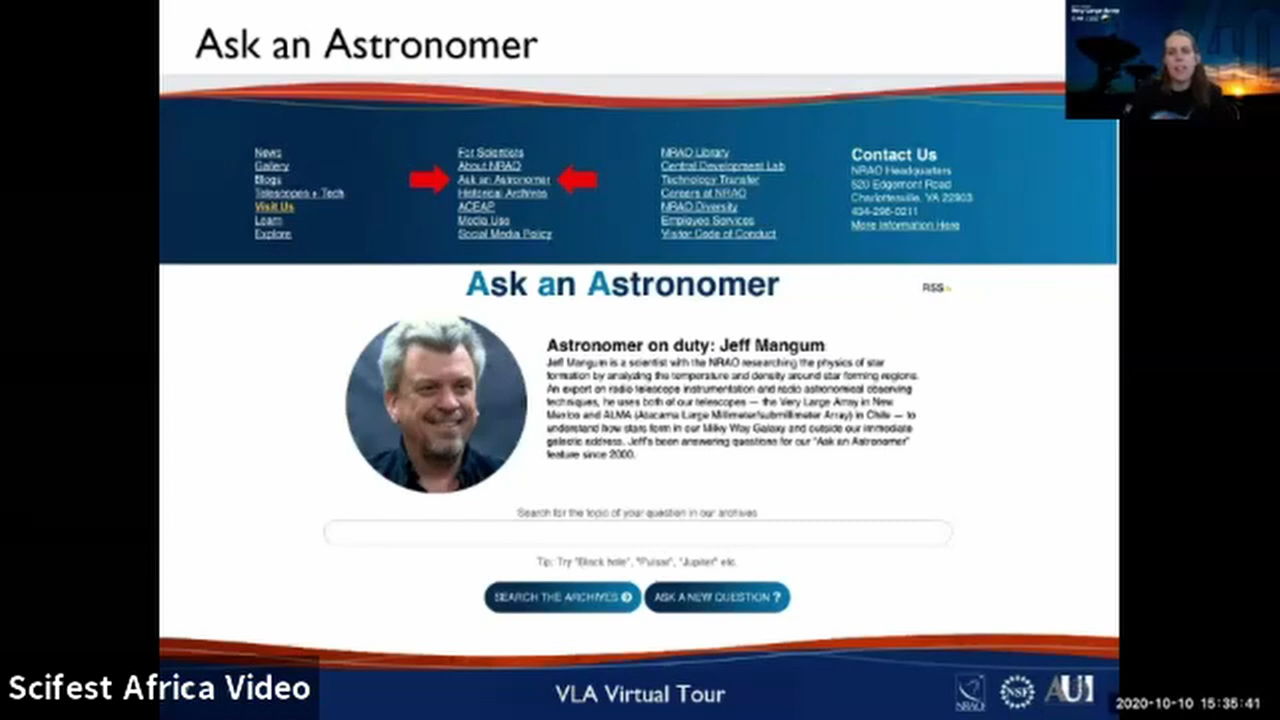 Ask an Astronomer
News
Gallery
Blogs
Telescopes + Tech
Visit Us
Learn
Explore
For Scientists
About NRAO
Ask an Astronomer
Historical Archives
ACEAP
Media Use
Social Media Policy
NRAO Library
Central Development Lab
Technology Transfer
Careers at NRAO
NRAO Diversity
Employee Services
Visitor Code of Conduct
Contact Us
NRAO Headquarters
520 Edgemont Road
Charlottesville, VA 22903
434-296-0211
More Information Here
Ask an Astronomer
RSS
Astronomer on duty: Jeff Mangum
Jeff Mangum is a scientist with the NRAO researching the physics of star
formation by analyzing the temperature and density around star forming regions.
An expert on radio telescope instrumentation and radio astronomical observing
techniques, he uses both of our telescopes — the Very Large Array in New
Mexico and ALMA (Atacama Large Millimeter/submillimeter Array) in Chile — to
understand how stars form in our Milky Way Galaxy and outside our immediate
galactic address. Jeff's been answering questions for our "Ask an Astronomer"
feature since 2000.
Search for the topic of your question in our archives
Tip: Try "Black hole", "Pulsar", "Jupiter" etc.
SEARCH THE ARCHIVES
ASK A NEW QUESTION ?
Scifest Africa Video
VLA Virtual Tour
NRAO
NSF
AUI
2020-10-10 15:35:41